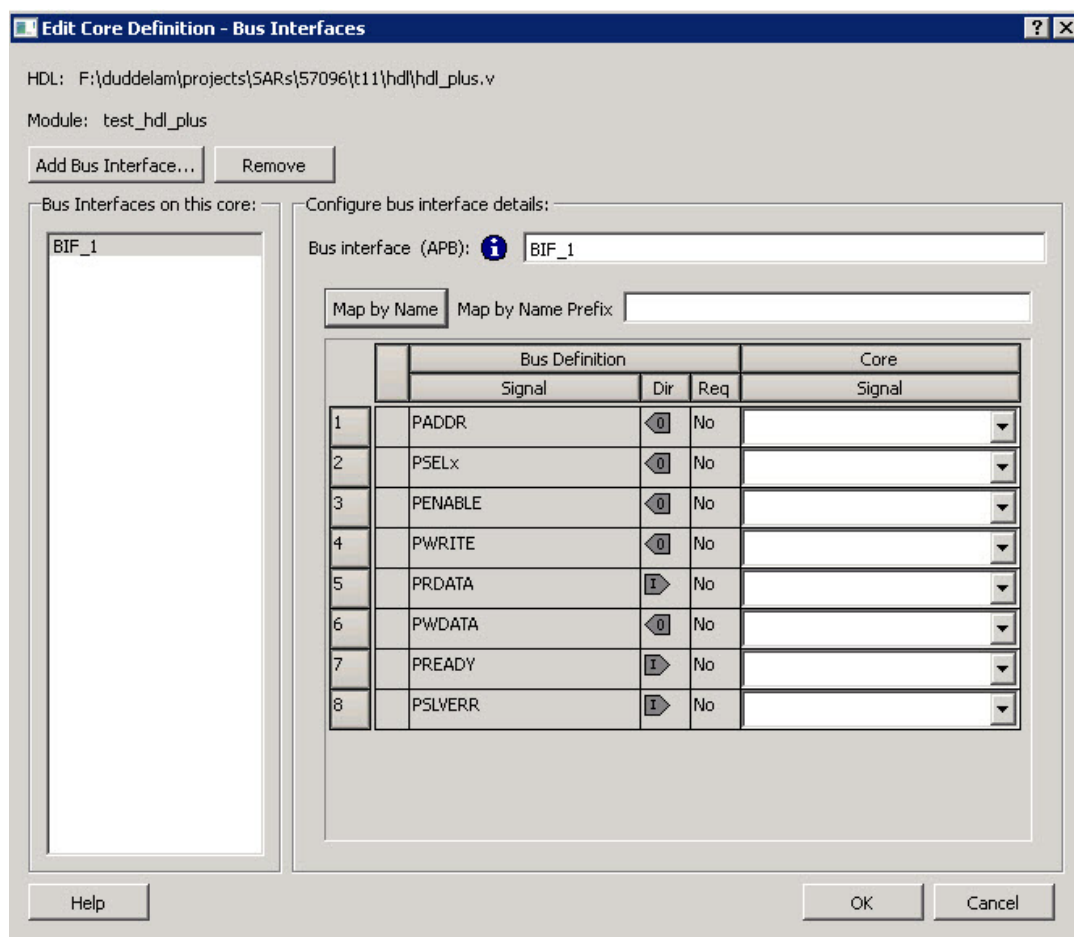 Edit Core Definition - Bus Interfaces
HDL: F:\duddelam\projects\SARs\57096\t11\hdl\hdl_plus.v
Module: test_hdl_plus
Add Bus Interface... Remove
Bus Interfaces on this core:
BIF_1
Configure bus interface details:
Bus interface (APB): i BIF_1
Map by Name Map by Name Prefix
Bus Definition Core
Signal Dir Req Signal
1 PADDR O No
2 PSELx O No
3 PENABLE O No
4 PWRITE O No
5 PRDATA I No
6 PWDATA O No
7 PREADY I No
8 PSLVERR I No
Help OK Cancel